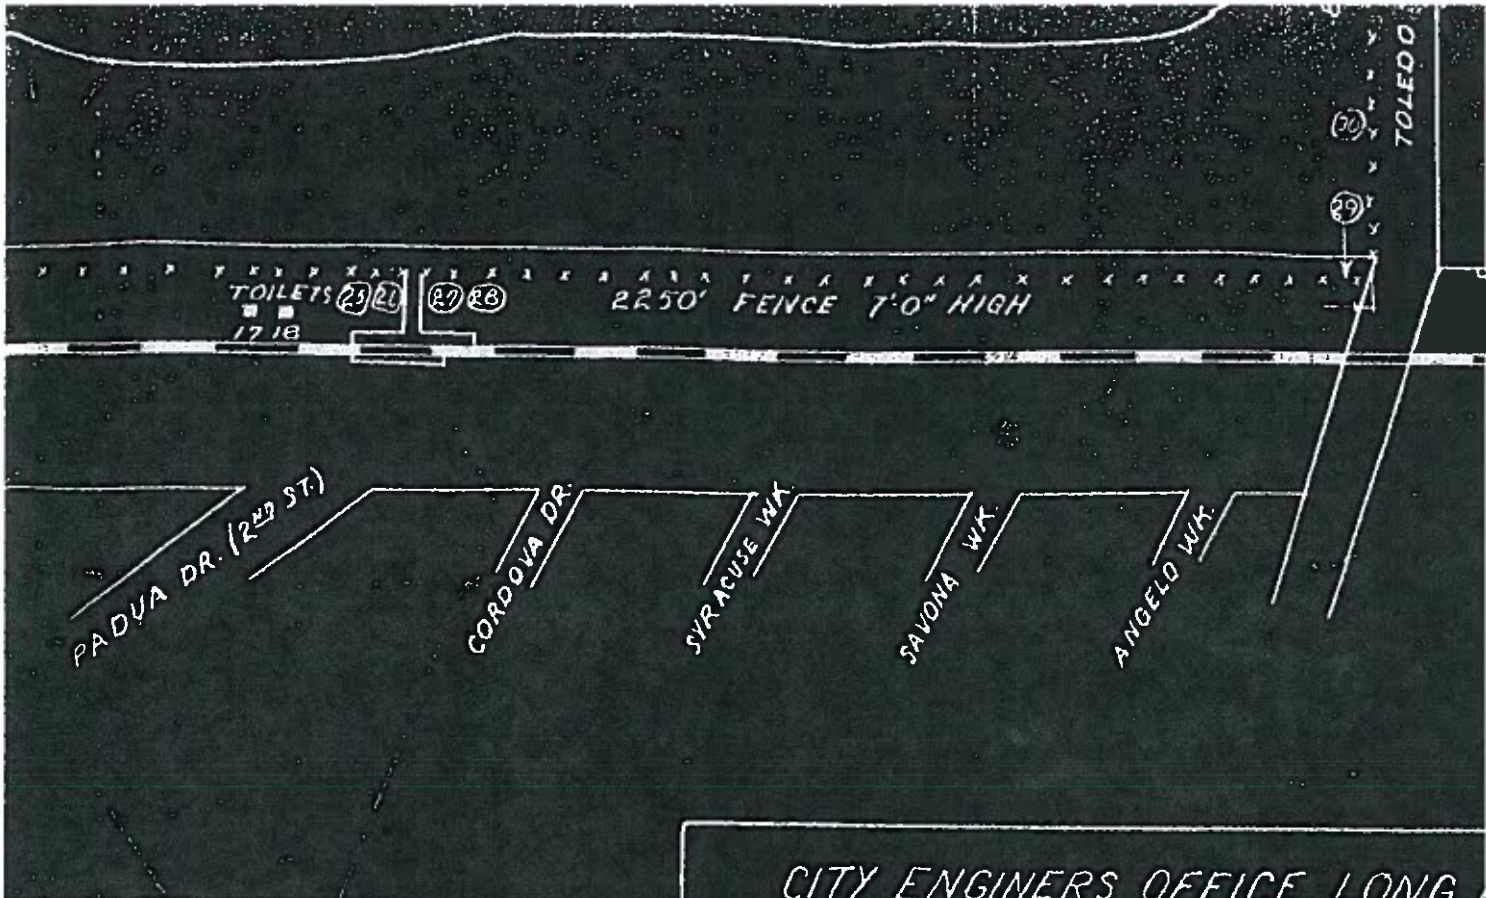 TOLEDO
(30)
(29)
TOILETS (25) (26) (27) (28) 2250' FENCE 7'0" HIGH
17 18
PADUA DR. (2ND ST.)
CORDOVA DR.
SYRACUSE WK.
SAVONA WK.
ANGELO WK.
CITY ENGINERS OFFICE LONG